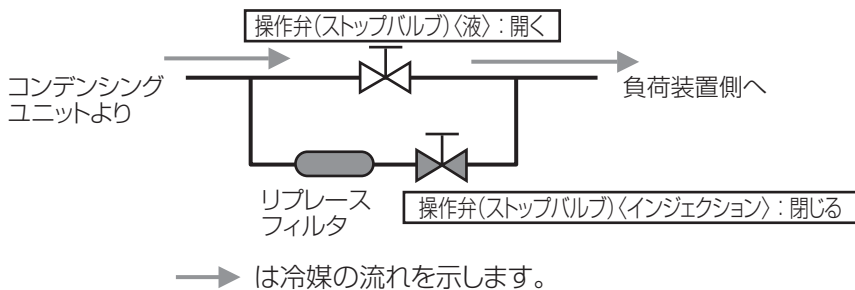 操作弁(ストップバルブ)〈液〉:開く
コンデンシング
ユニットより
負荷装置側へ
リプレース
フィルタ
操作弁(ストップバルブ)〈インジェクション〉:閉じる
は冷媒の流れを示します。